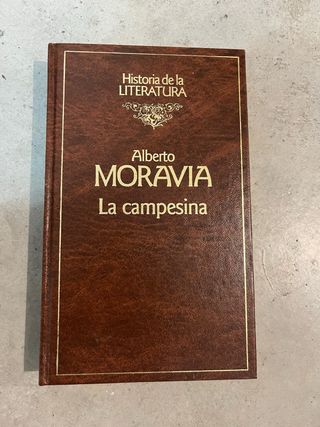 Historia de la
LITERATURA
Alberto
MORAVIA
La campesina